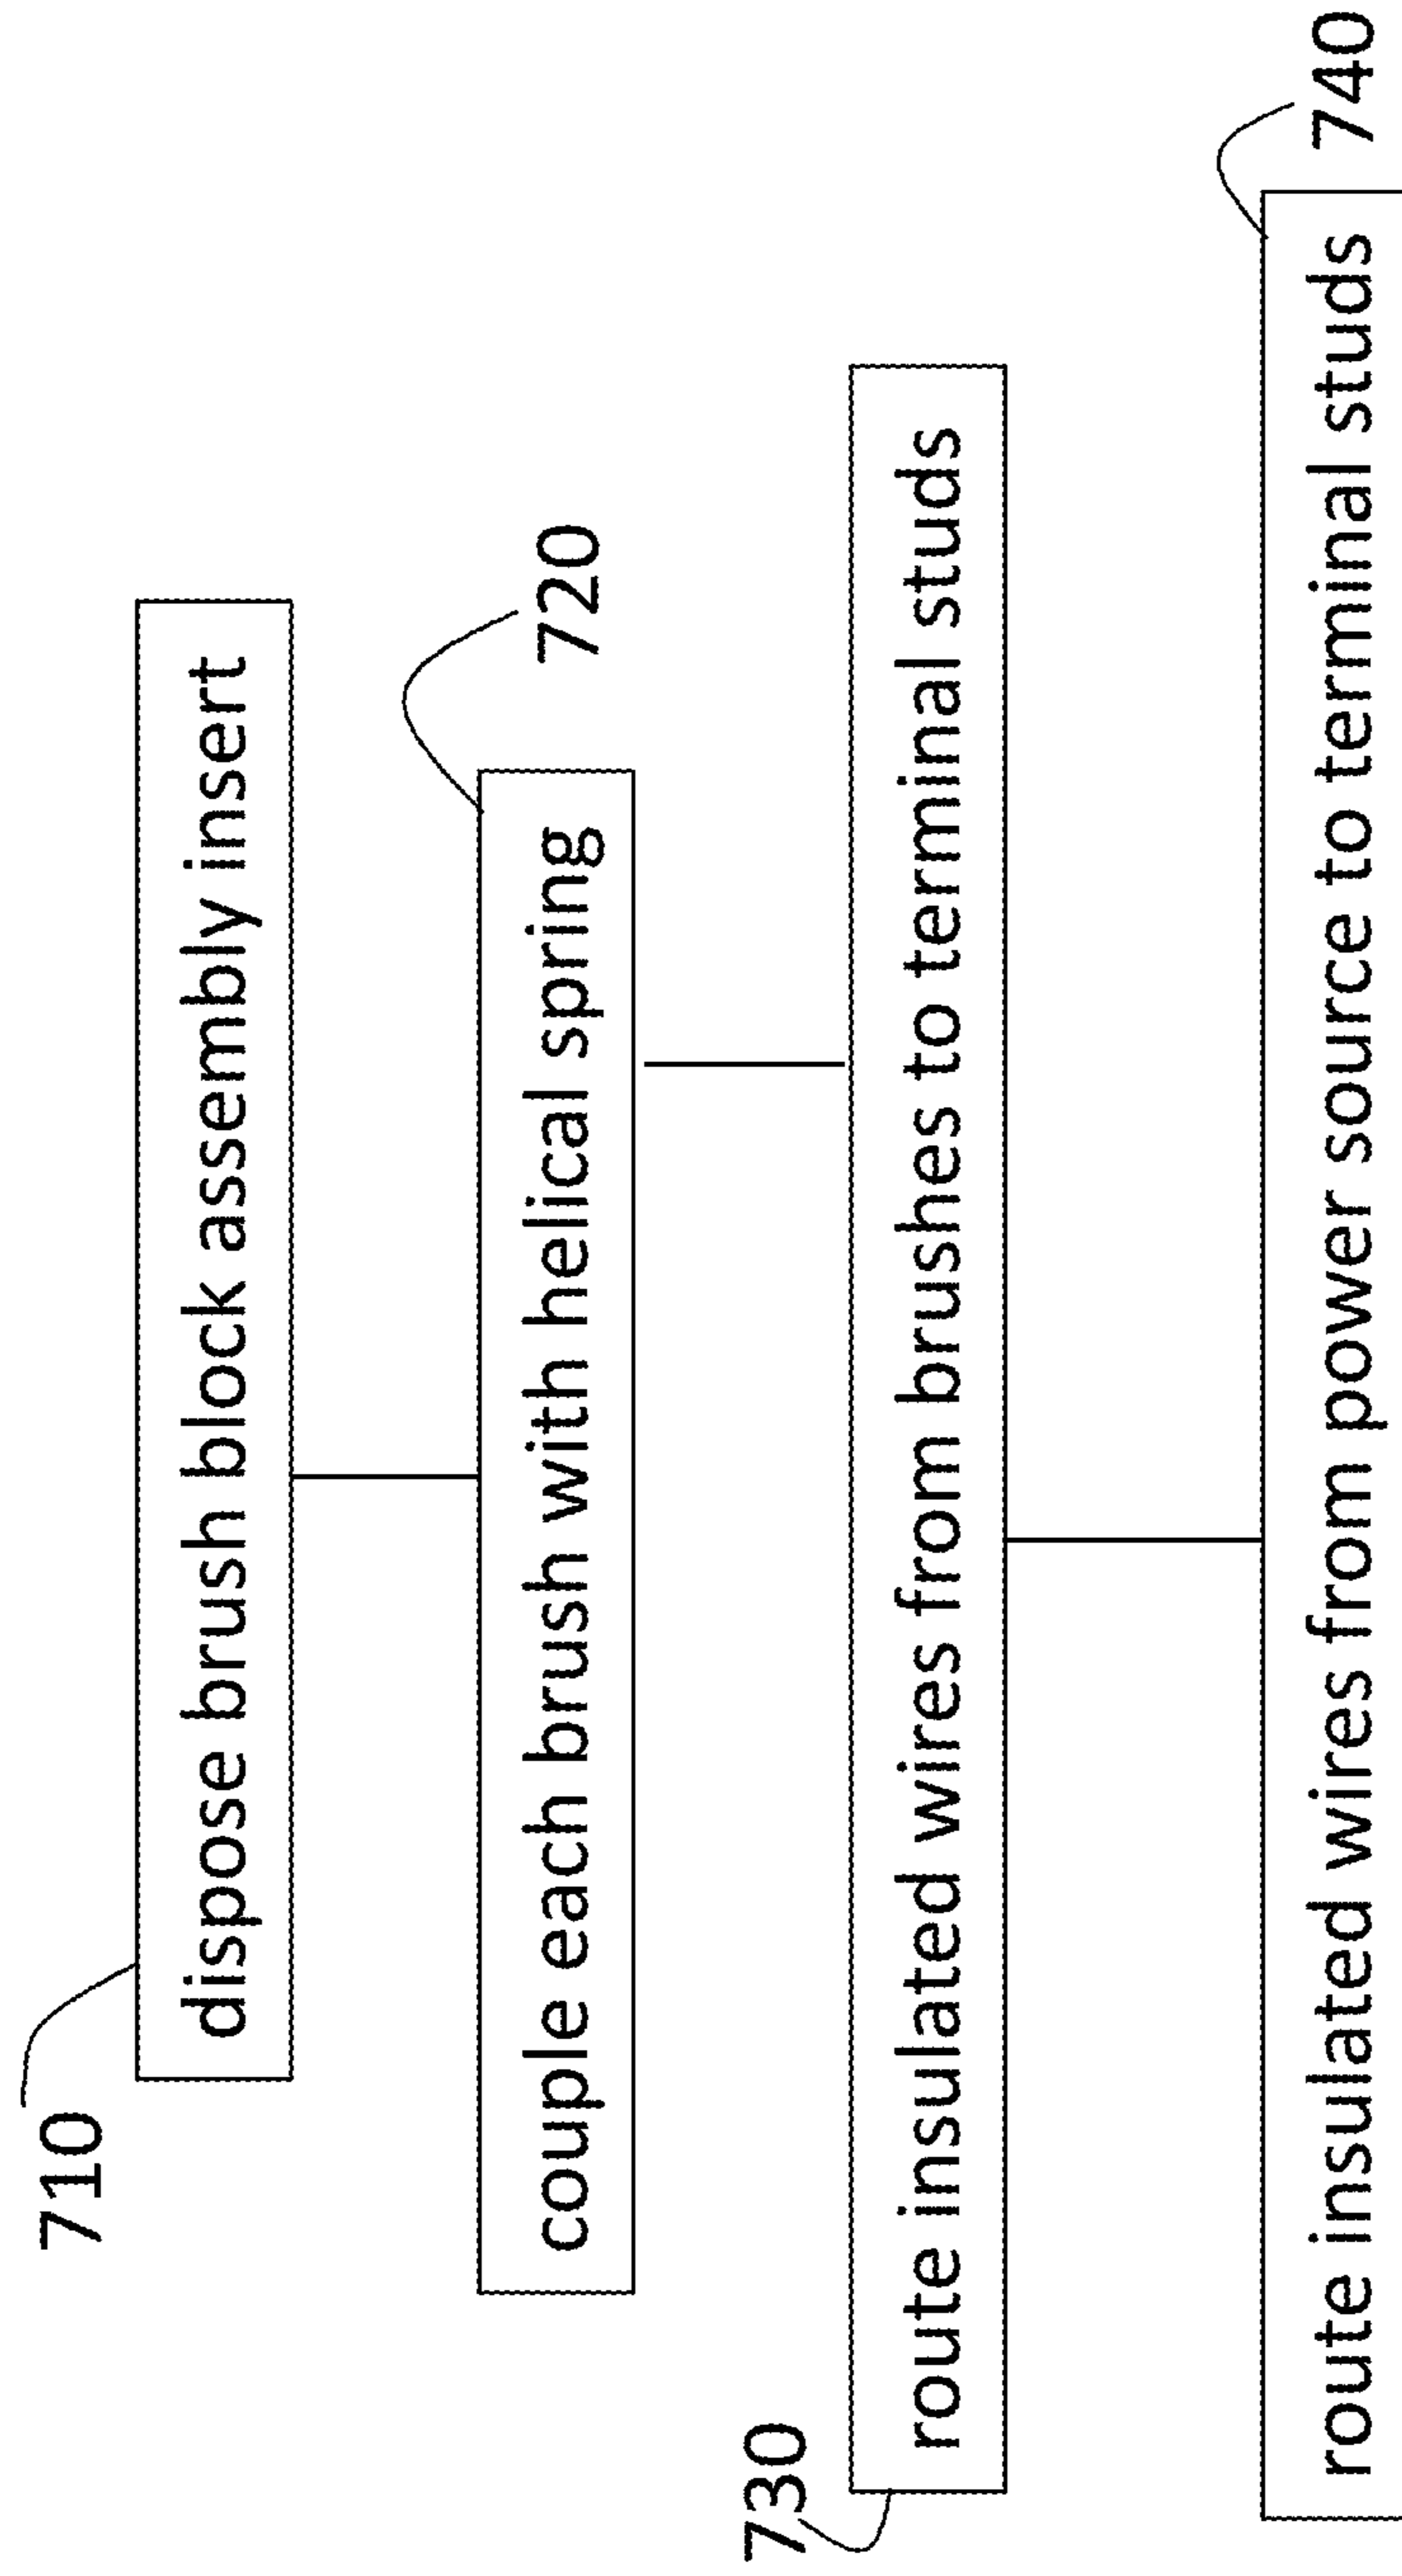 710
dispose brush block assembly insert
720
couple each brush with helical spring
730
route insulated wires from brushes to terminal studs
740
route insulated wires from power source to terminal studs